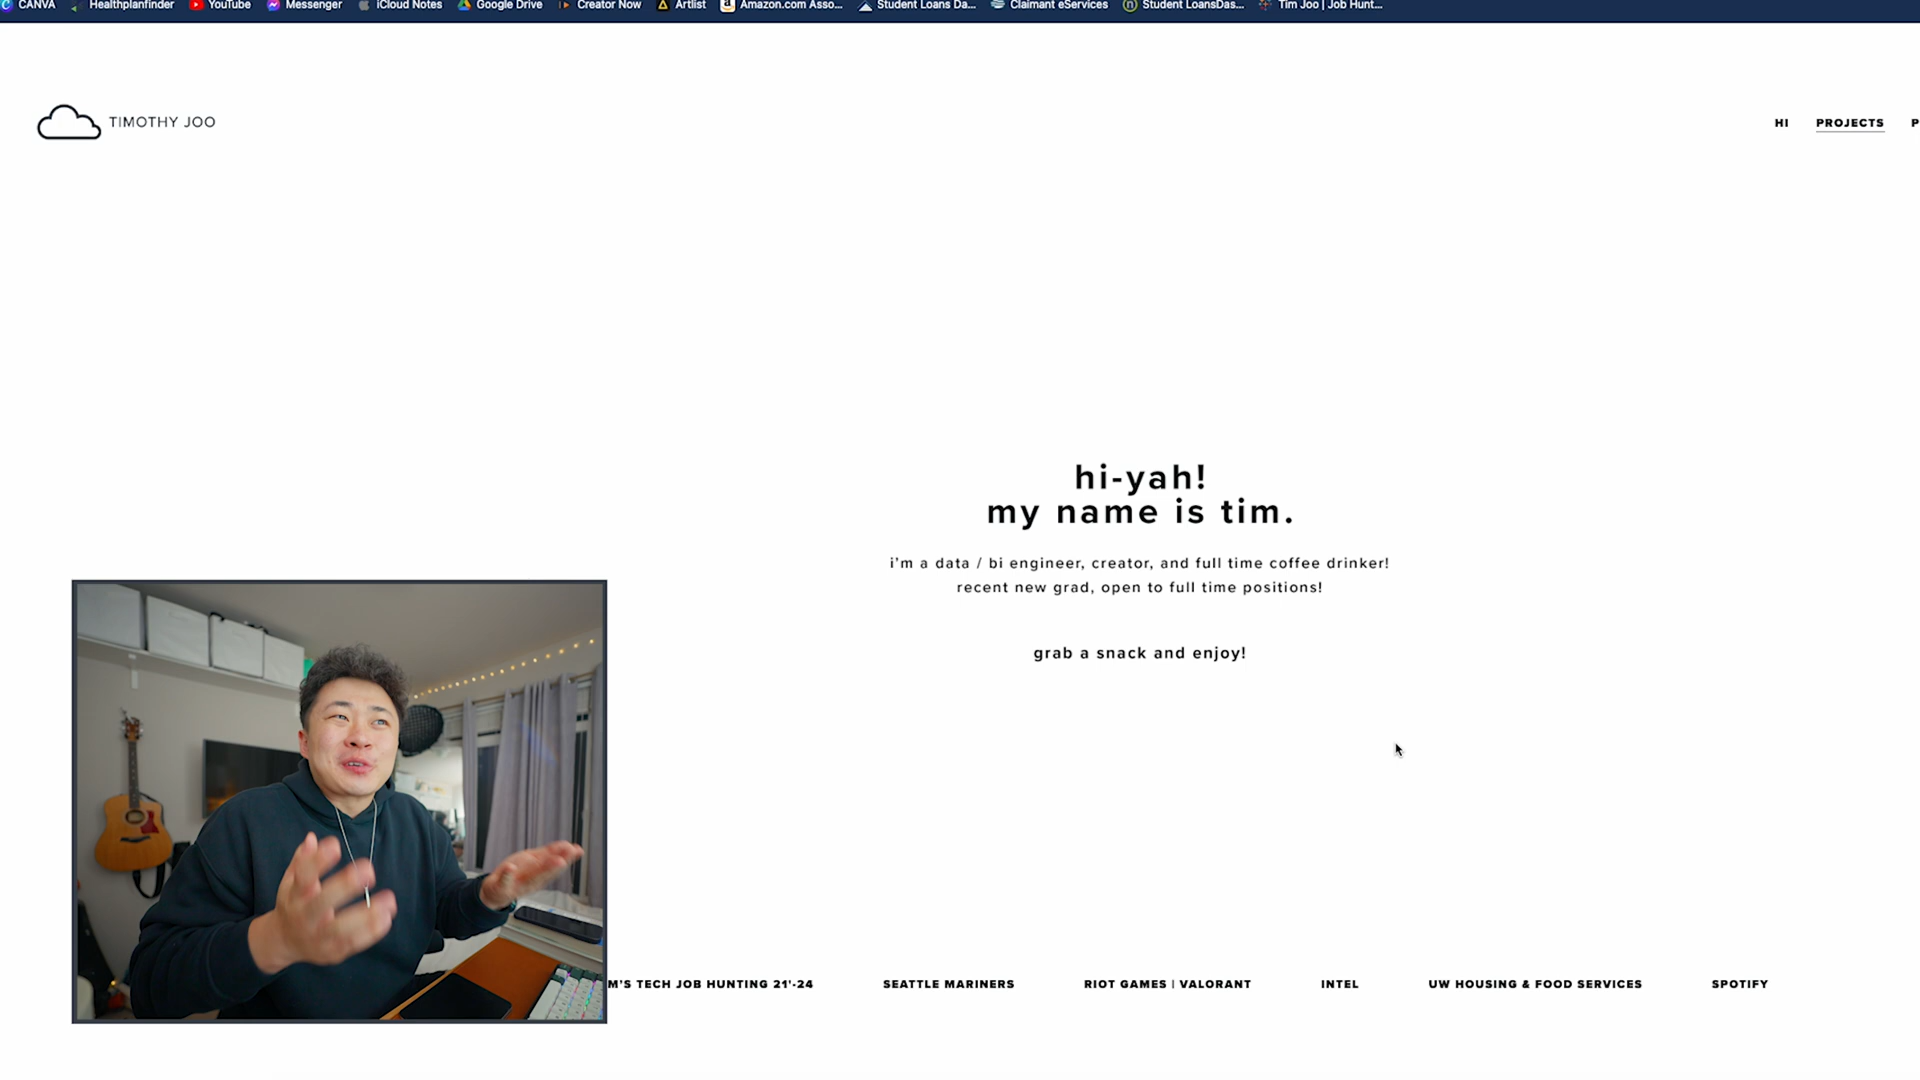 CANVA Healthplanfinder YouTube Messenger iCloud Notes Google Drive Creator Now Artlist Amazon.com Asso... Student Loans Da... Claimant eServices Student LoansDas... Tim Joo | Job Hunt...
TIMOTHY JOO
HI PROJECTS P
hi-yah!
my name is tim.
i'm a data / bi engineer, creator, and full time coffee drinker!
recent new grad, open to full time positions!
grab a snack and enjoy!
M'S TECH JOB HUNTING 21'-24 SEATTLE MARINERS RIOT GAMES | VALORANT INTEL UW HOUSING & FOOD SERVICES SPOTIFY